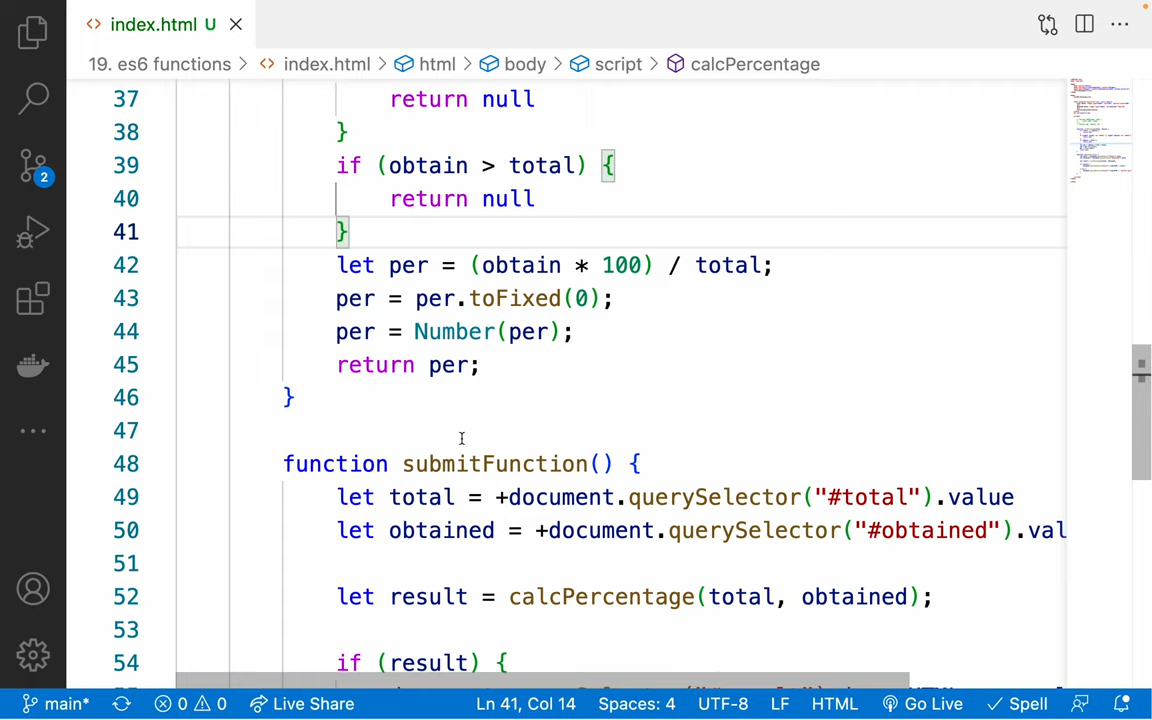 index.html U
19. es6 functions > index.html > html > body > script > calcPercentage
37 return null
38 }
39 if (obtain > total) {
40 return null
41 }
42 let per = (obtain * 100) / total;
43 per = per.toFixed(0);
44 per = Number(per);
45 return per;
46 }
47
48 function submitFunction() {
49 let total = +document.querySelector("#total").value
50 let obtained = +document.querySelector("#obtained").val
51
52 let result = calcPercentage(total, obtained);
53
54 if (result) {
2
main* 0 0 Live Share Ln 41, Col 14 Spaces: 4 UTF-8 LF HTML Go Live Spell